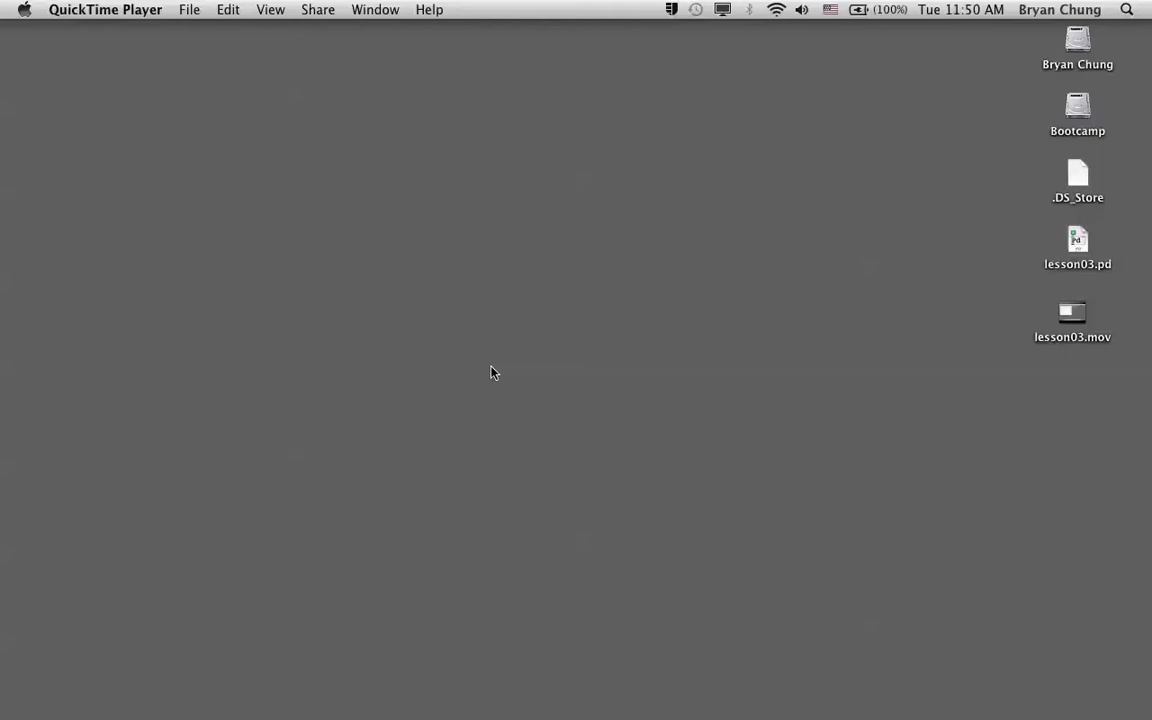 QuickTime Player File Edit View Share Window Help (100%) Tue 11:50 AM Bryan Chung
Bryan Chung
Bootcamp
.DS_Store
Pd
lesson03.pd
lesson03.mov